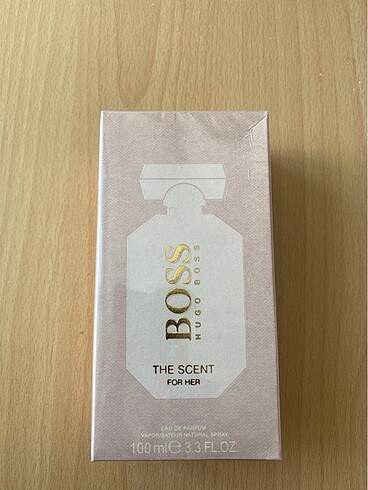 BOSS
HUGO BOSS
THE SCENT
FOR HER
EAU DE PARFUM
VAPORISATEUR NATURAL SPRAY
100 ml ℮ 3.3 FL.OZ.